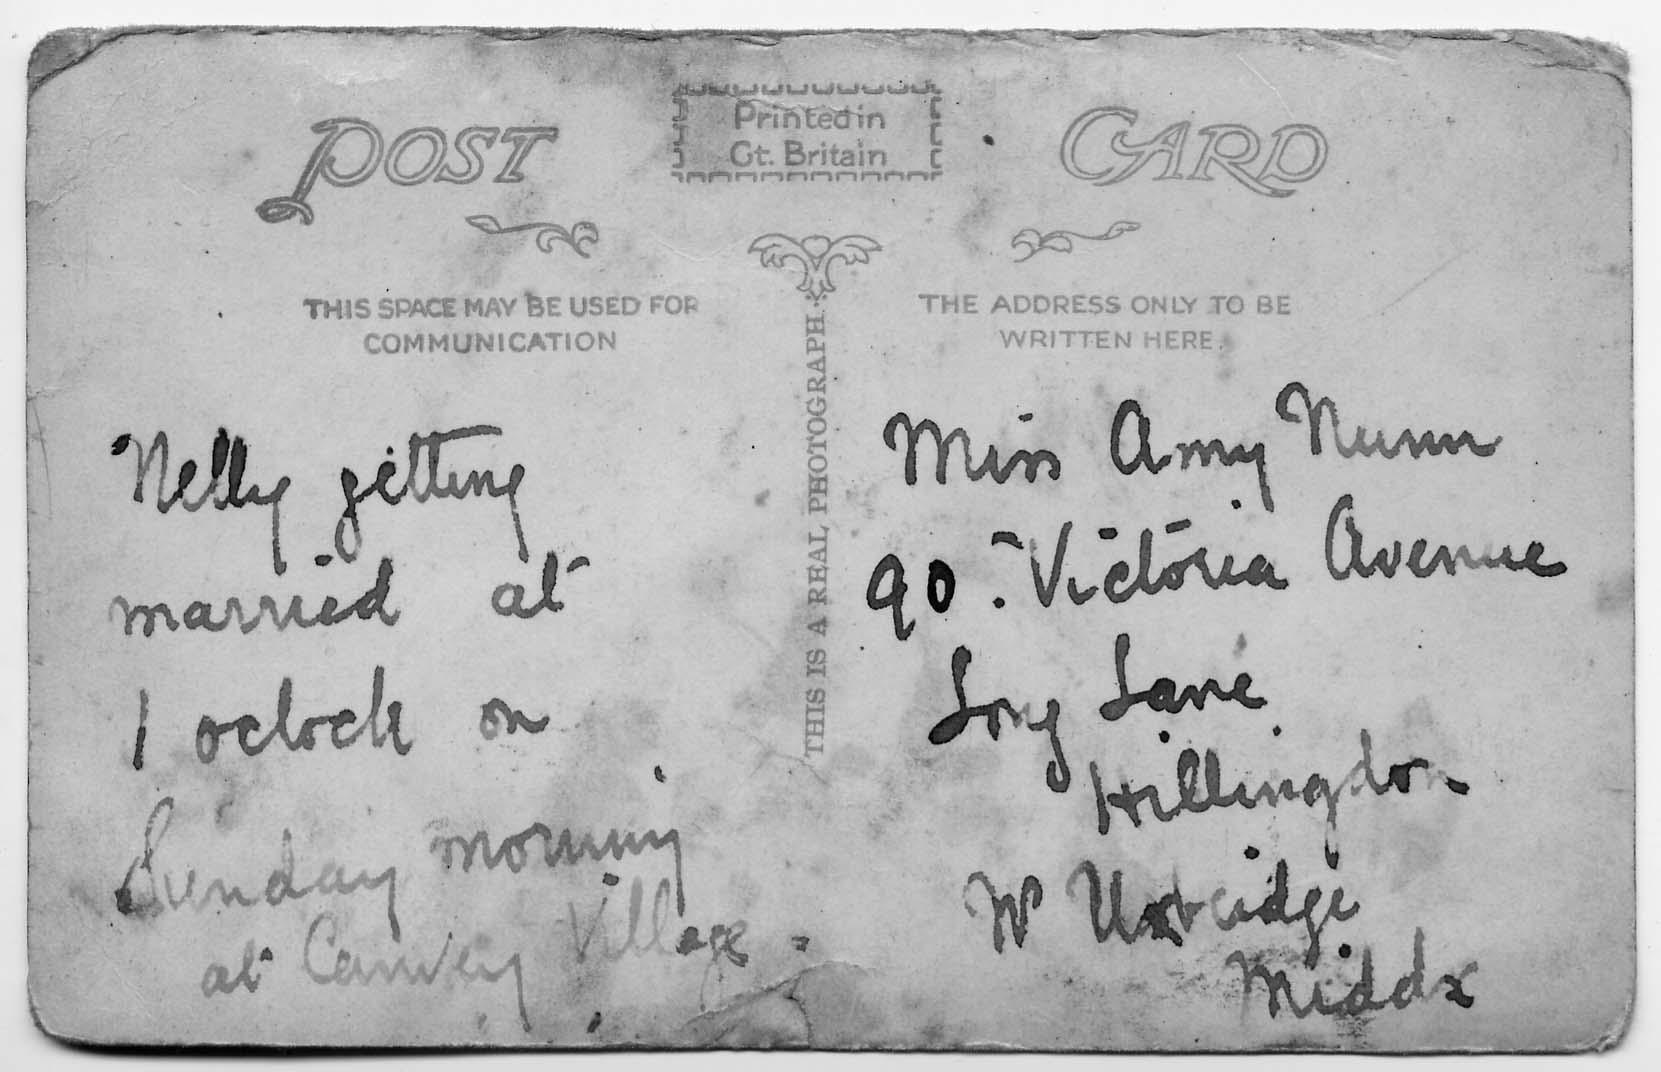 POST CARD
Printed in
Gt. Britain
THIS SPACE MAY BE USED FOR
COMMUNICATION
THE ADDRESS ONLY TO BE
WRITTEN HERE.
THIS IS A REAL PHOTOGRAPH.
Nelly getting
married at
1 oclock on
Sunday morning
at Canvey Village.
Miss Amy Nunn
90 Victoria Avenue
Long Lane
Hillingdon
W Uxbridge
Middx